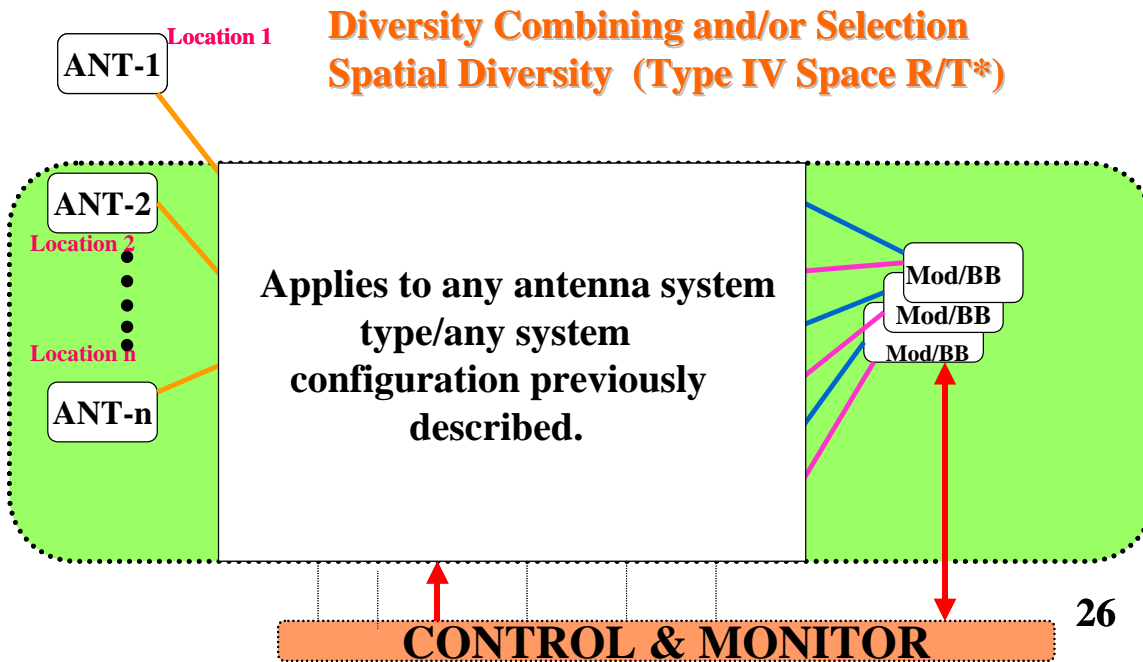 Diversity Combining and/or Selection
Spatial Diversity (Type IV Space R/T*)
Location 1
ANT-1
ANT-2
Location 2
Location n
ANT-n
Applies to any antenna system
type/any system
configuration previously
described.
Mod/BB
Mod/BB
Mod/BB
26
CONTROL & MONITOR